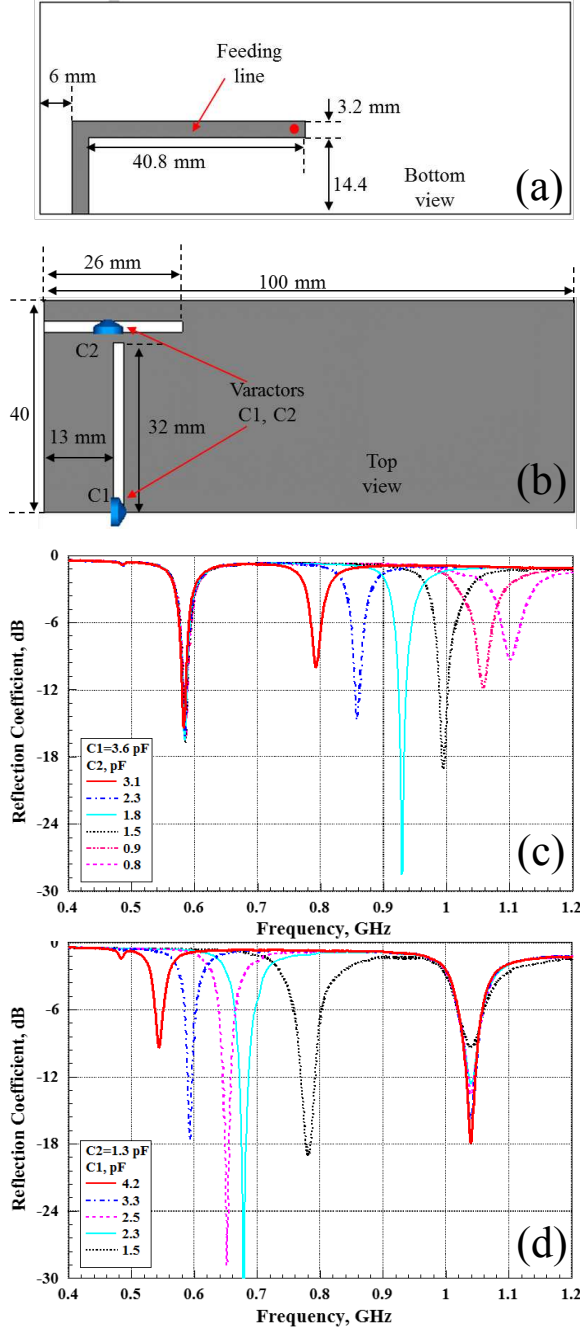 6 mm
Feeding
line
3.2 mm
40.8 mm
14.4
Bottom
view
(a)
26 mm
100 mm
C2
40
Varactors
C1, C2
32 mm
13 mm
C1
Top
view
(b)
0
-6
-12
-18
-24
-30
Reflection Coefficient, dB
C1=3.6 pF
C2, pF
3.1
2.3
1.8
1.5
0.9
0.8
(c)
0.4 0.5 0.6 0.7 0.8 0.9 1 1.1 1.2
Frequency, GHz
0
-6
-12
-18
-24
-30
Reflection Coefficient, dB
C2=1.3 pF
C1, pF
4.2
3.3
2.5
2.3
1.5
(d)
0.4 0.5 0.6 0.7 0.8 0.9 1 1.1 1.2
Frequency, GHz